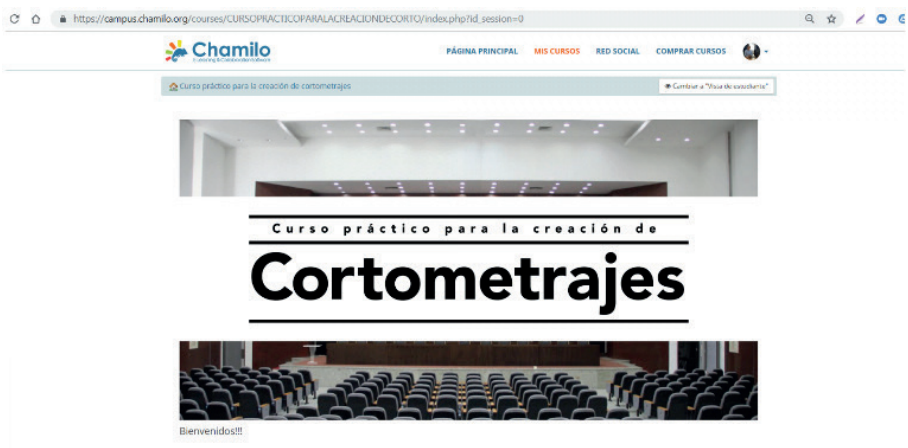 https://campus.chamilo.org/courses/CURSOPRACTICOPARALACREACIONDECORTO/index.php?id_session=0
Chamilo
PÁGINA PRINCIPAL MIS CURSOS RED SOCIAL COMPRAR CURSOS
Curso práctico para la creación de cortometrajes
Cambiar a "Vista de estudiante"
Curso práctico para la creación de
Cortometrajes
Bienvenidos!!!